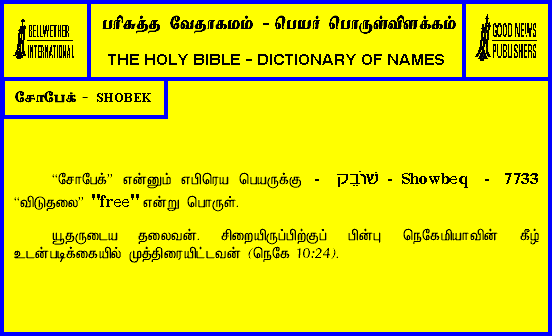 BELLWETHER
INTERNATIONAL
பரிசுத்த வேதாகமம் - பெயர் பொருள்விளக்கம்
THE HOLY BIBLE - DICTIONARY OF NAMES
GOOD NEWS
PUBLISHERS
சோபேக் - SHOBEK
“சோபேக்” என்னும் எபிரெய பெயருக்கு - שׁוֹבֵק - Showbeq - 7733
“விடுதலை” "free" என்று பொருள்.
யூதருடைய தலைவன். சிறையிருப்பிற்குப் பின்பு நெகேமியாவின் கீழ்
உடன்படிக்கையில் முத்திரையிட்டவன் (நெகே 10:24).